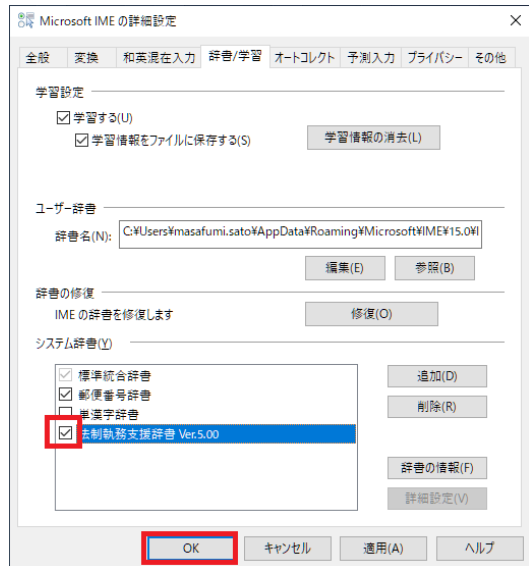 Microsoft IME の詳細設定
全般 変換 和英混在入力 辞書/学習 オートコレクト 予測入力 プライバシー その他
学習設定
学習する(U)
学習情報をファイルに保存する(S) 学習情報の消去(L)
ユーザー辞書
辞書名(N): C:¥Users¥masafumi.sato¥AppData¥Roaming¥Microsoft¥IME¥15.0¥I
編集(E) 参照(B)
辞書の修復
IME の辞書を修復します 修復(O)
システム辞書(Y)
標準統合辞書 追加(D)
郵便番号辞書
単漢字辞書 削除(R)
法制執務支援辞書 Ver.5.00
辞書の情報(F)
詳細設定(V)
OK キャンセル 適用(A) ヘルプ